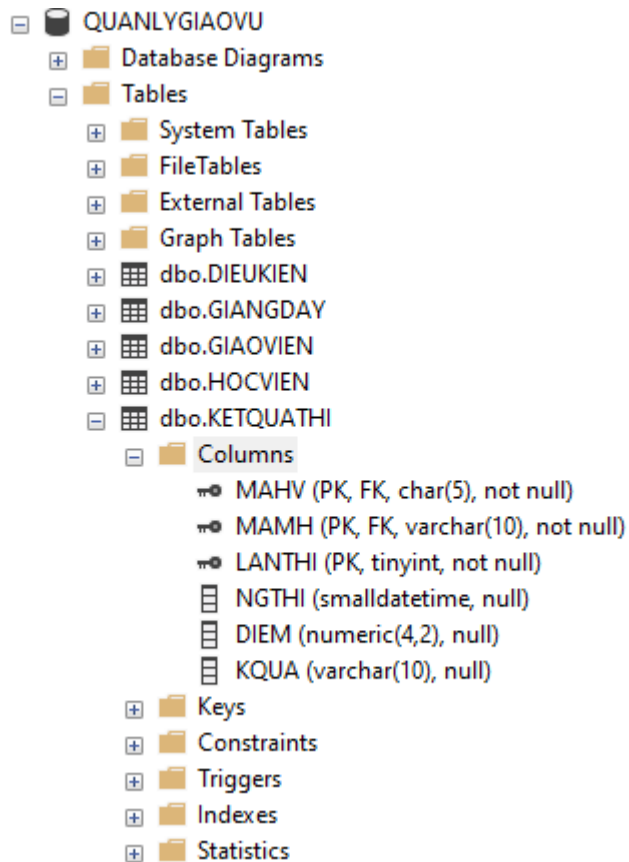 QUANLYGIAOVU
Database Diagrams
Tables
System Tables
FileTables
External Tables
Graph Tables
dbo.DIEUKIEN
dbo.GIANGDAY
dbo.GIAOVIEN
dbo.HOCVIEN
dbo.KETQUATHI
Columns
MAHV (PK, FK, char(5), not null)
MAMH (PK, FK, varchar(10), not null)
LANTHI (PK, tinyint, not null)
NGTHI (smalldatetime, null)
DIEM (numeric(4,2), null)
KQUA (varchar(10), null)
Keys
Constraints
Triggers
Indexes
Statistics